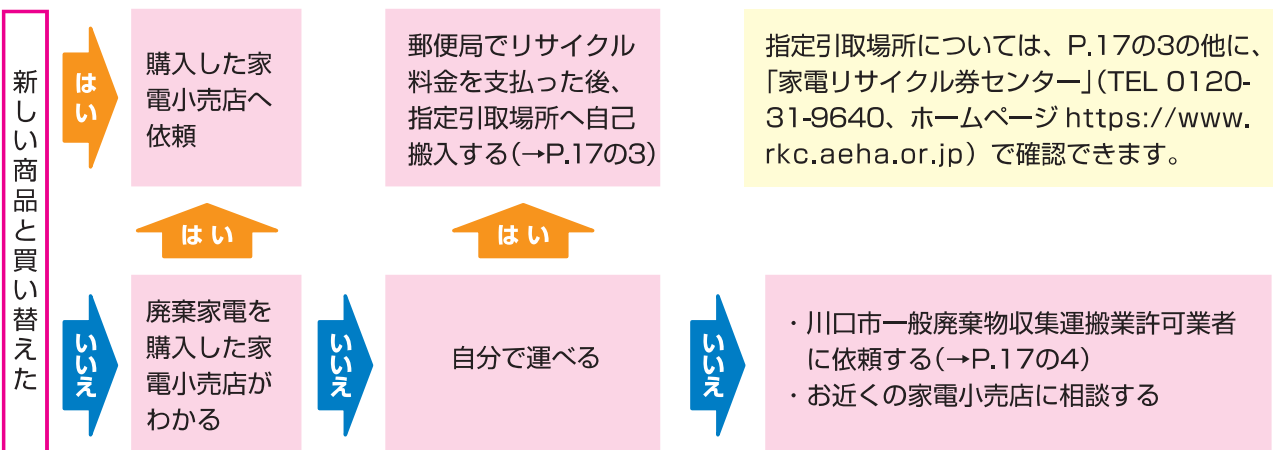 新しい商品と買い替えた
はい
購入した家
電小売店へ
依頼
郵便局でリサイクル
料金を支払った後、
指定引取場所へ自己
搬入する(→P.17の3)
指定引取場所については、P.17の3の他に、
「家電リサイクル券センター」(TEL 0120-
31-9640、ホームページ https://www.
rkc.aeha.or.jp)で確認できます。
はい
はい
いいえ
廃棄家電を
購入した家
電小売店が
わかる
いいえ
自分で運べる
いいえ
・川口市一般廃棄物収集運搬業許可業者
に依頼する(→P.17の4)
・お近くの家電小売店に相談する